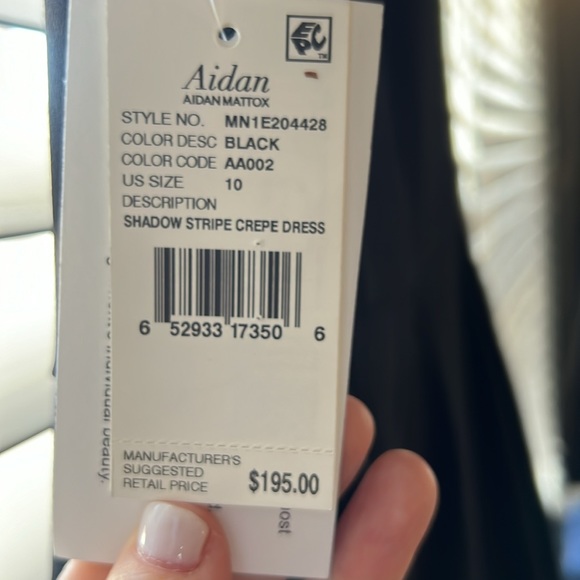 EPC
TM
Aidan
AIDAN MATTOX
STYLE NO. MN1E204428
COLOR DESC BLACK
COLOR CODE AA002
US SIZE 10
DESCRIPTION
SHADOW STRIPE CREPE DRESS
6 52933 17350 6
MANUFACTURER'S
SUGGESTED
RETAIL PRICE $195.00